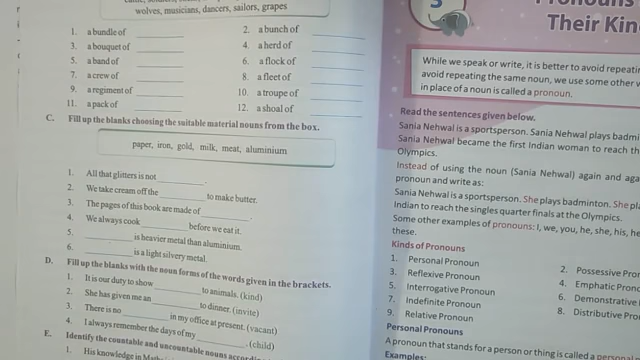 wolves, musicians, dancers, sailors, grapes
1. a bundle of
2. a bunch of
3. a bouquet of
4. a herd of
5. a band of
6. a flock of
7. a crew of
8. a fleet of
9. a regiment of
10. a troupe of
11. a pack of
12. a shoal of
C. Fill up the blanks choosing the suitable material nouns from the box.
paper, iron, gold, milk, meat, aluminium
1. All that glitters is not ________.
2. We take cream off the ________ to make butter.
3. The pages of this book are made of ________.
4. We always cook ________ before we eat it.
5. ________ is heavier metal than aluminium.
6. ________ is a light silvery metal.
D. Fill up the blanks with the noun forms of the words given in the brackets.
1. It is our duty to show ________ to animals. (kind)
2. She has given me an ________ to dinner. (invite)
3. There is no ________ in my office at present. (vacant)
4. I always remember the days of my ________. (child)
E. Identify the countable and uncountable nouns
1. His knowledge in
5
Pronouns
Their Kin
While we speak or write, it is better to avoid
avoid repeating the same noun, we use some other
in place of a noun is called a pronoun.
Read the sentences given below.
Sania Nehwal is a sportsperson. Sania Nehwal plays
Sania Nehwal became the first Indian woman to reach
Olympics.
Instead of using the noun (Sania Nehwal) again and
pronoun and write as:
Sania Nehwal is a sportsperson. She plays badminton. She
Indian to reach the singles quarter finals at the Olympics.
Some other examples of pronouns: I, we, you, he, she, his,
these.
Kinds of Pronouns
1. Personal Pronoun
2. Possessive
3. Reflexive Pronoun
4. Emphatic
5. Interrogative Pronoun
6. Demonstrative
7. Indefinite Pronoun
8. Distributive
9. Relative Pronoun
Personal Pronouns
A pronoun that stands for a person or thing is called a personal
Examples: